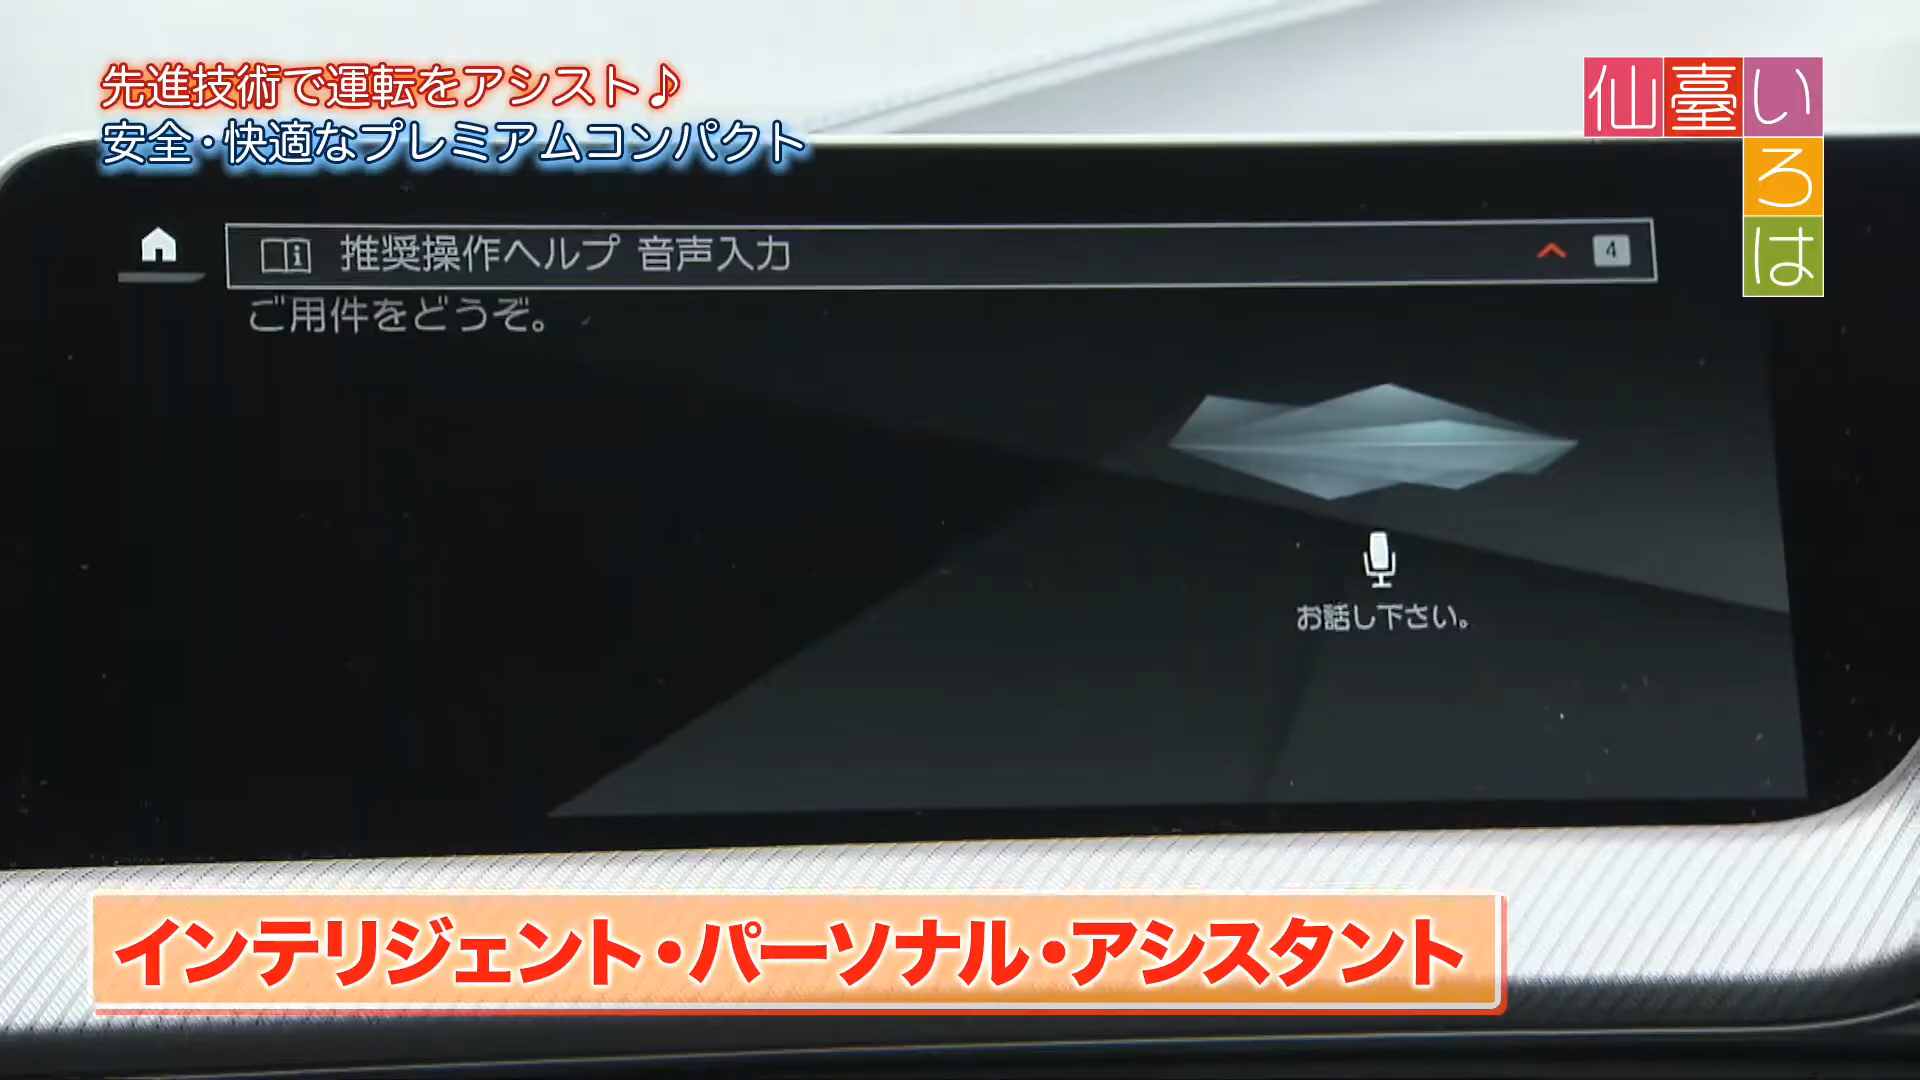 先進技術で運転をアシスト♪
安全・快適なプレミアムコンパクト
仙臺いろは
推奨操作ヘルプ 音声入力
4
ご用件をどうぞ。
お話し下さい。
インテリジェント・パーソナル・アシスタント